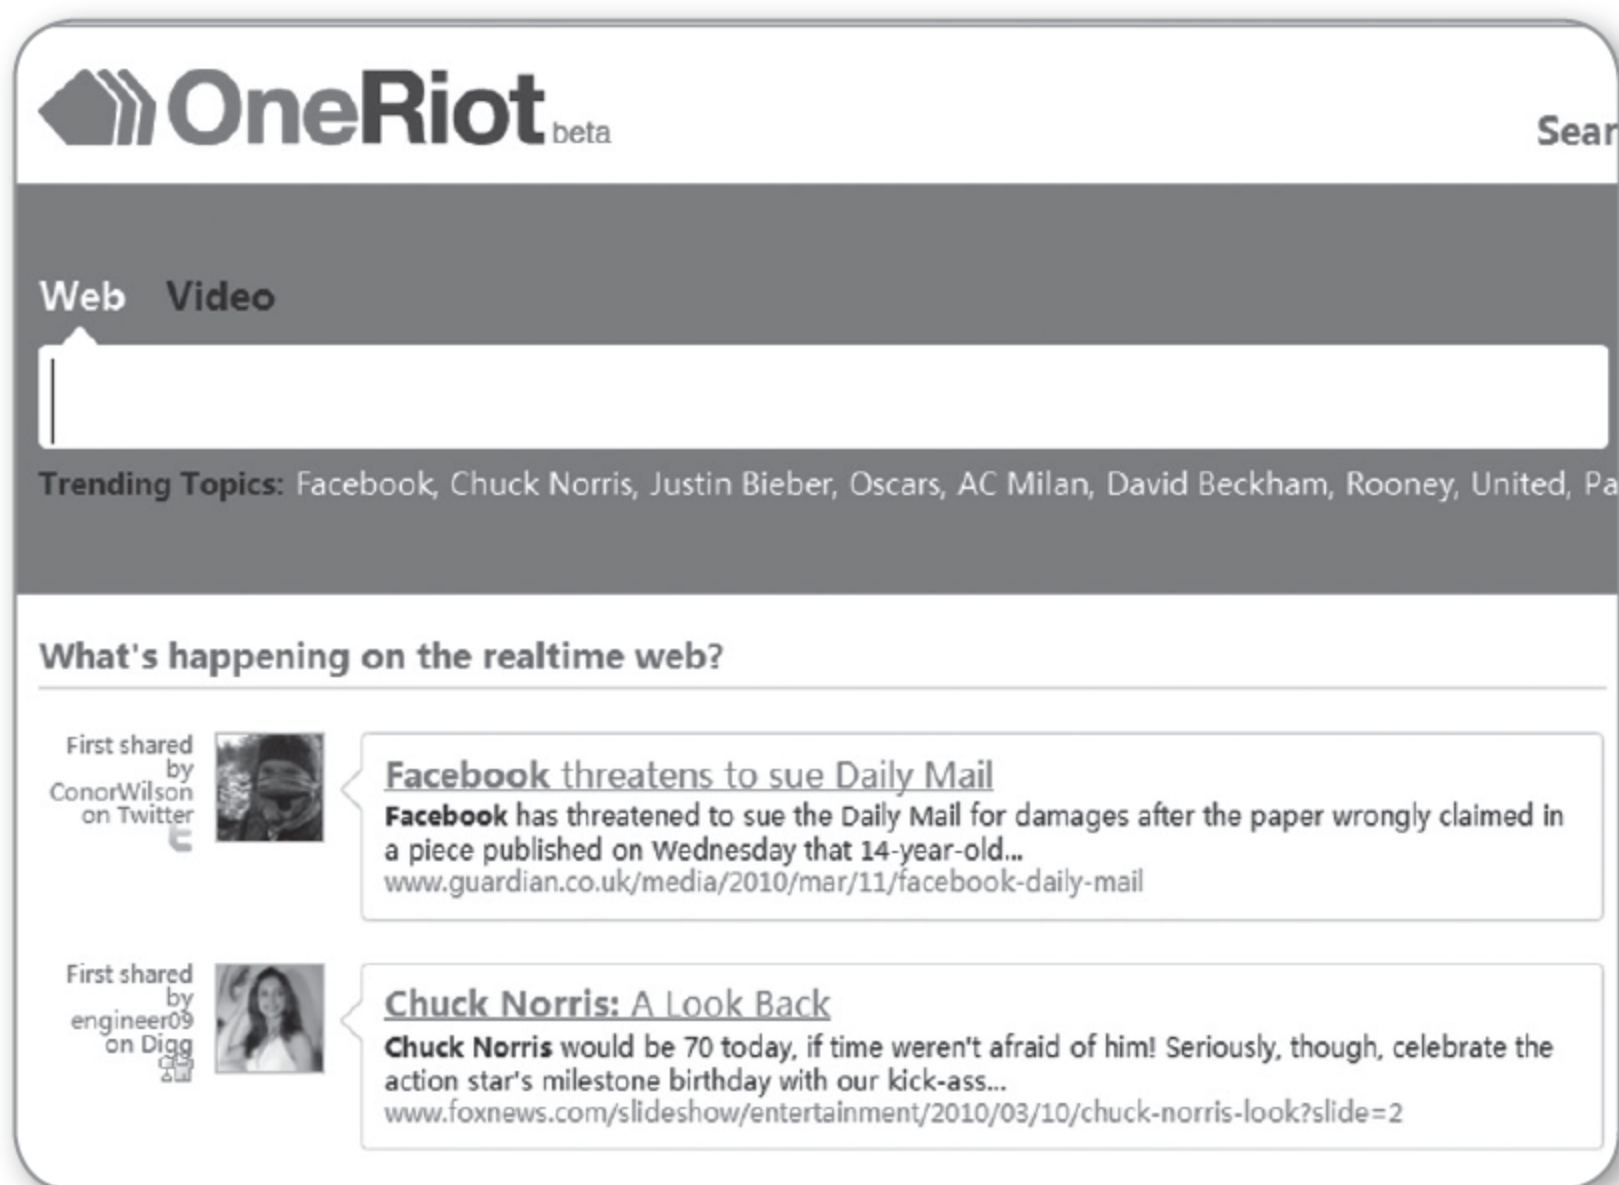 OneRiot beta
Sear
Web Video
Trending Topics: Facebook, Chuck Norris, Justin Bieber, Oscars, AC Milan, David Beckham, Rooney, United, Pa
What's happening on the realtime web?
First shared
by
ConorWilson
on Twitter
t
Facebook threatens to sue Daily Mail
Facebook has threatened to sue the Daily Mail for damages after the paper wrongly claimed in
a piece published on Wednesday that 14-year-old...
www.guardian.co.uk/media/2010/mar/11/facebook-daily-mail
First shared
by
engineer09
on Digg
Chuck Norris: A Look Back
Chuck Norris would be 70 today, if time weren't afraid of him! Seriously, though, celebrate the
action star's milestone birthday with our kick-ass...
www.foxnews.com/slideshow/entertainment/2010/03/10/chuck-norris-look?slide=2